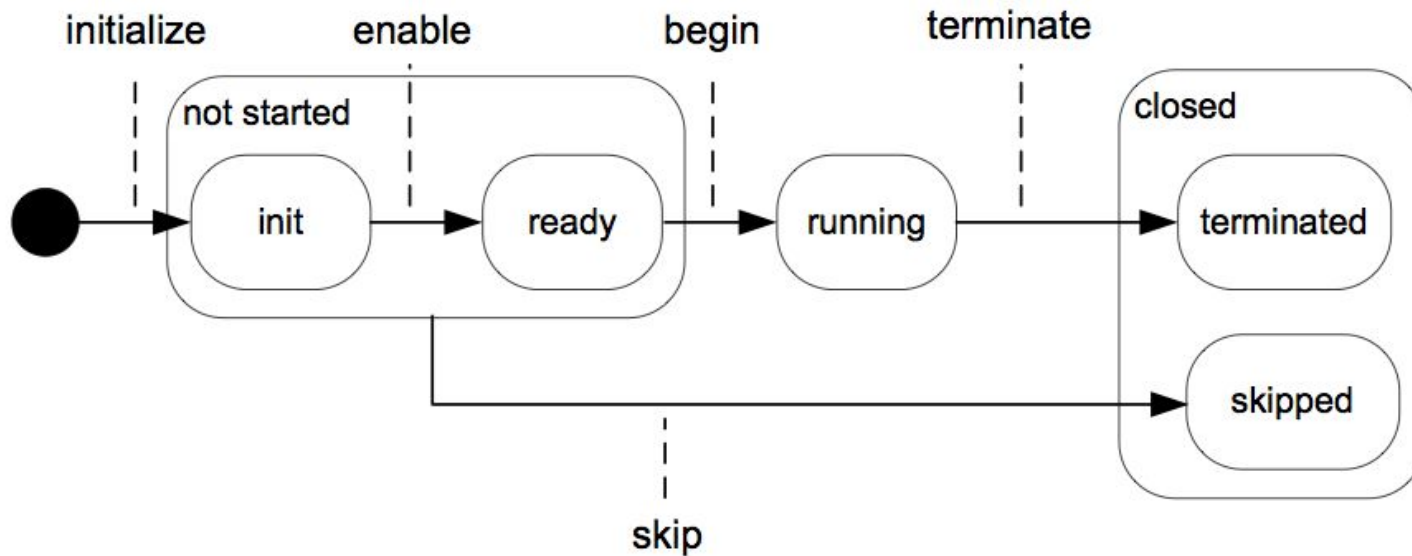 initialize
enable
begin
terminate
not started
closed
init
ready
running
terminated
skipped
skip